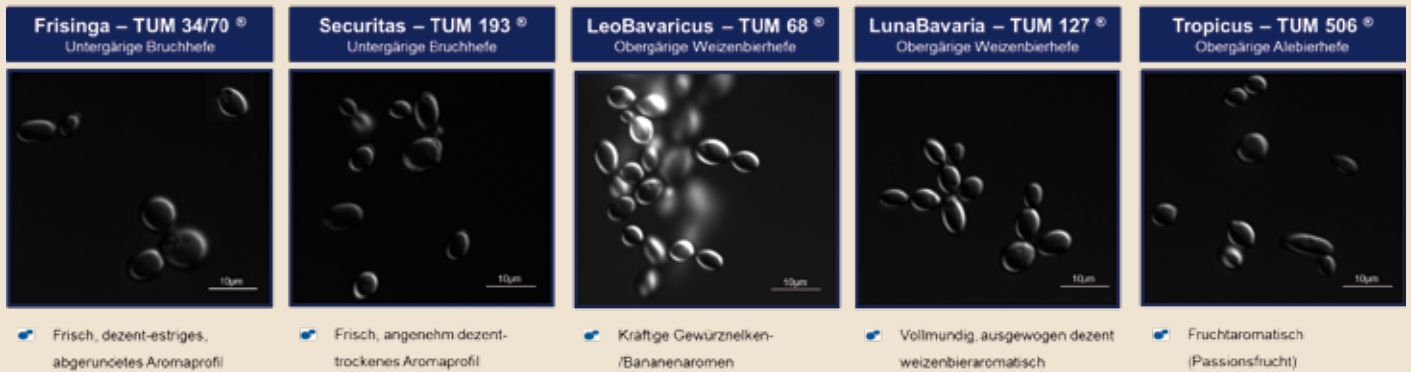 Frisinga – TUM 34/70 ®
Untergärige Bruchhefe
Securitas – TUM 193 ®
Untergärige Bruchhefe
LeoBavaricus – TUM 68 ®
Obergärige Weizenbierhefe
LunaBavaria – TUM 127 ®
Obergärige Weizenbierhefe
Tropicus – TUM 506 ®
Obergärige Alebierhefe
10µm
10µm
10µm
10µm
10µm
Frisch, dezent-estriges,
abgerundetes Aromaprofil
Frisch, angenehm dezent-
trockenes Aromaprofil
Kräftige Gewürznelken-
/Bananenaromen
Vollmundig, ausgewogen dezent
weizenbieraromatisch
Fruchtaromatisch
(Passionsfrucht)